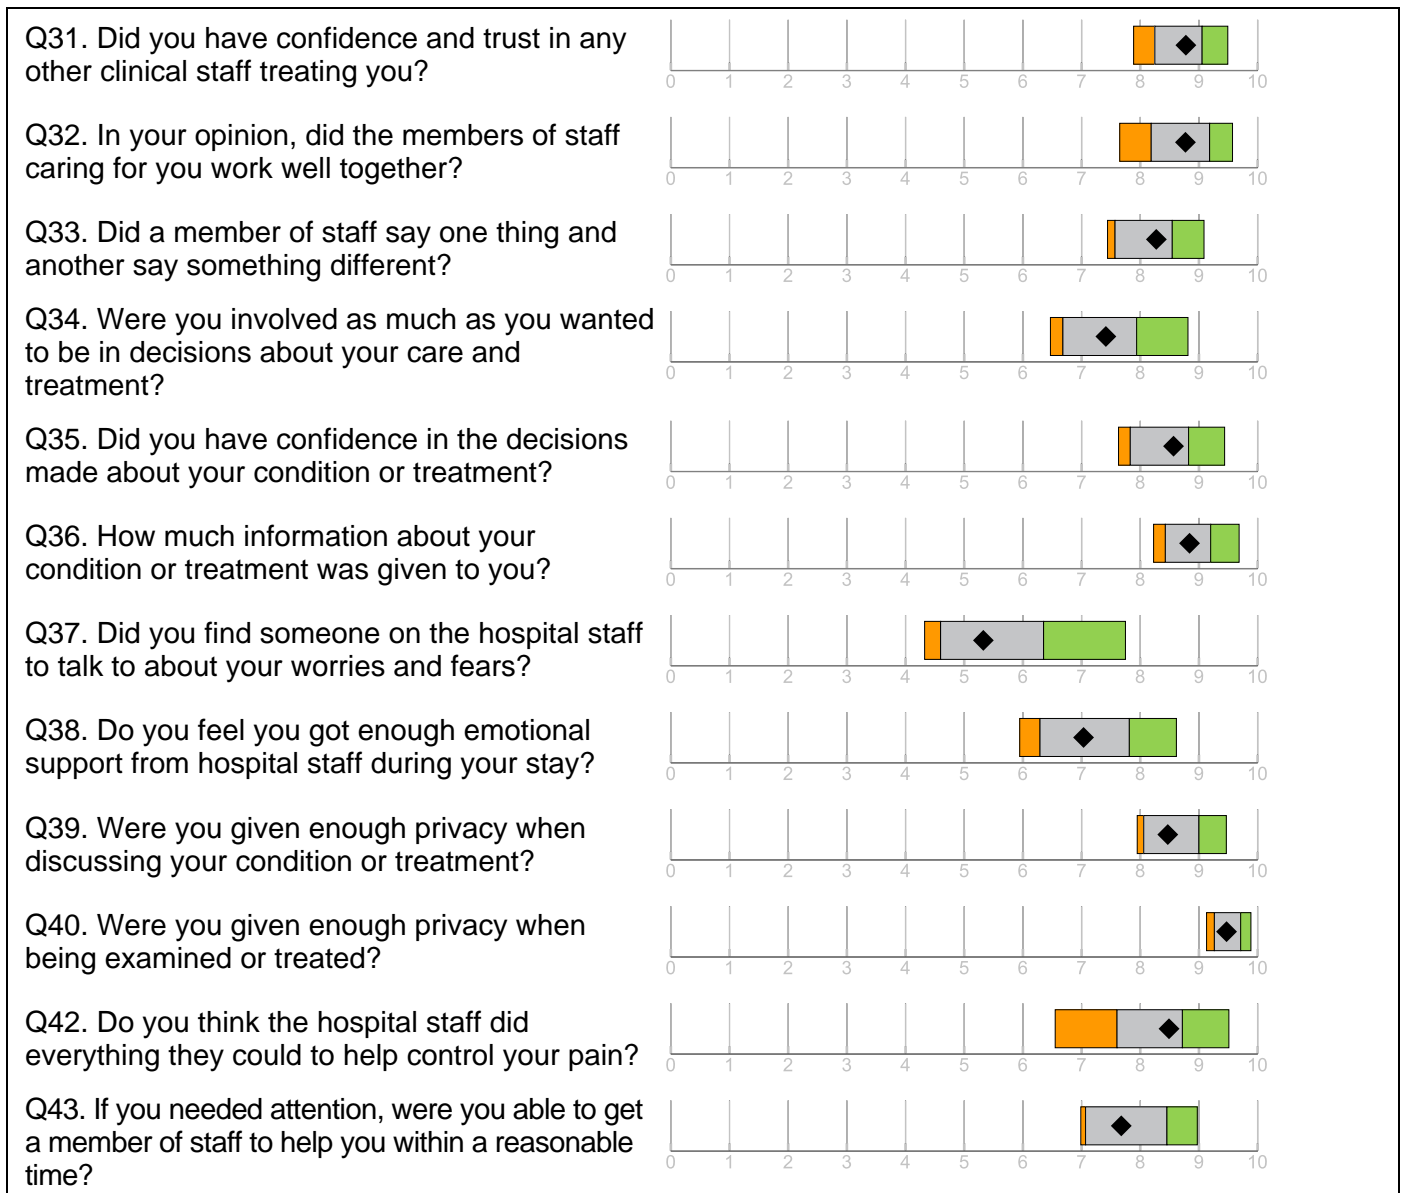 Q31. Did you have confidence and trust in any
other clinical staff treating you?
0 1 2 3 4 5 6 7 8 9 10
Q32. In your opinion, did the members of staff
caring for you work well together?
0 1 2 3 4 5 6 7 8 9 10
Q33. Did a member of staff say one thing and
another say something different?
0 1 2 3 4 5 6 7 8 9 10
Q34. Were you involved as much as you wanted
to be in decisions about your care and
treatment?
0 1 2 3 4 5 6 7 8 9 10
Q35. Did you have confidence in the decisions
made about your condition or treatment?
0 1 2 3 4 5 6 7 8 9 10
Q36. How much information about your
condition or treatment was given to you?
0 1 2 3 4 5 6 7 8 9 10
Q37. Did you find someone on the hospital staff
to talk to about your worries and fears?
0 1 2 3 4 5 6 7 8 9 10
Q38. Do you feel you got enough emotional
support from hospital staff during your stay?
0 1 2 3 4 5 6 7 8 9 10
Q39. Were you given enough privacy when
discussing your condition or treatment?
0 1 2 3 4 5 6 7 8 9 10
Q40. Were you given enough privacy when
being examined or treated?
0 1 2 3 4 5 6 7 8 9 10
Q42. Do you think the hospital staff did
everything they could to help control your pain?
0 1 2 3 4 5 6 7 8 9 10
Q43. If you needed attention, were you able to get
a member of staff to help you within a reasonable
time?
0 1 2 3 4 5 6 7 8 9 10